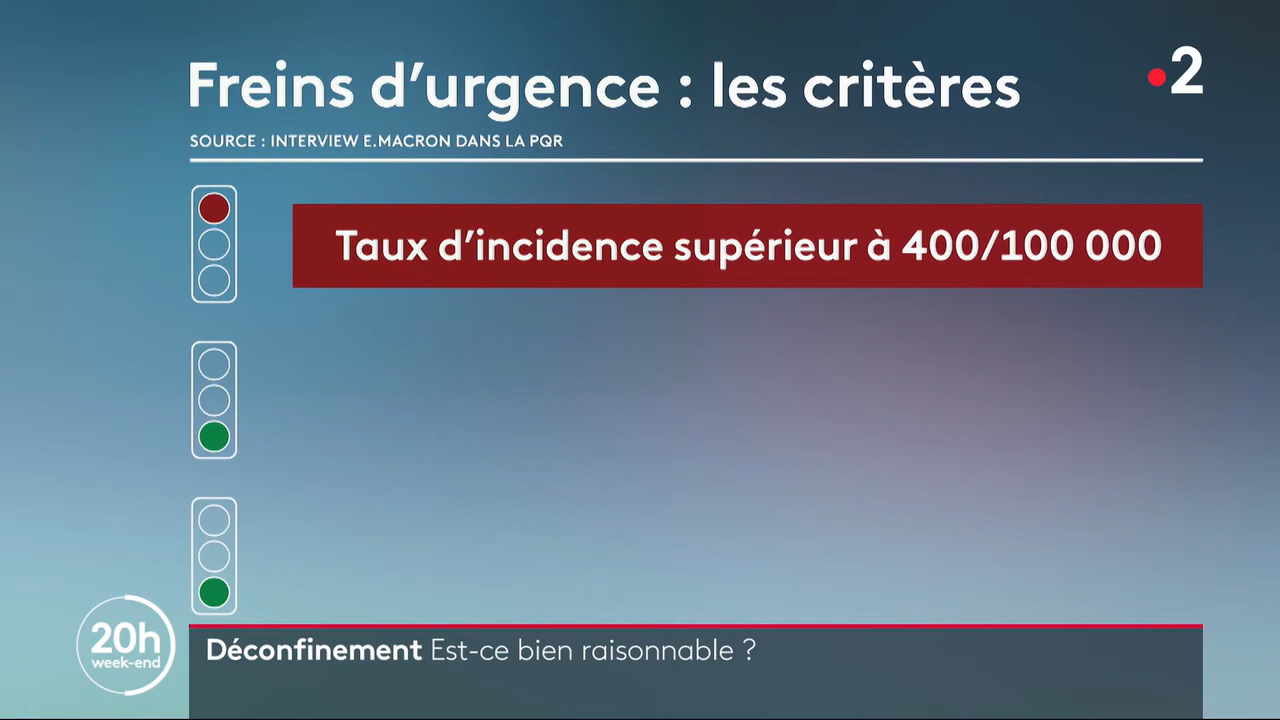 Freins d’urgence : les critères
2
SOURCE : INTERVIEW E.MACRON DANS LA PQR
Taux d’incidence supérieur à 400/100 000
20h
week-end
Déconfinement Est-ce bien raisonnable ?